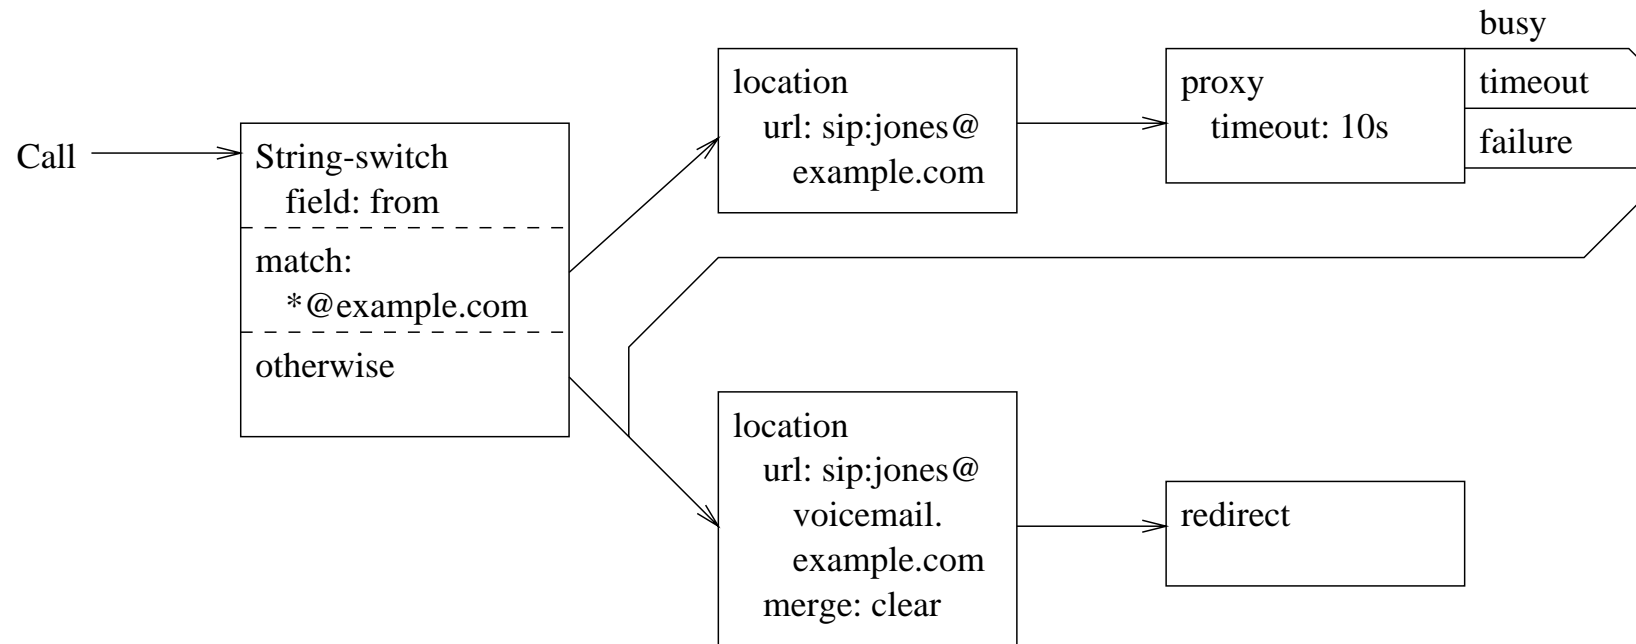 Call
String-switch
field: from
match:
*@example.com
otherwise
location
url: sip:jones@
example.com
proxy
timeout: 10s
busy
timeout
failure
location
url: sip:jones@
voicemail.
example.com
merge: clear
redirect